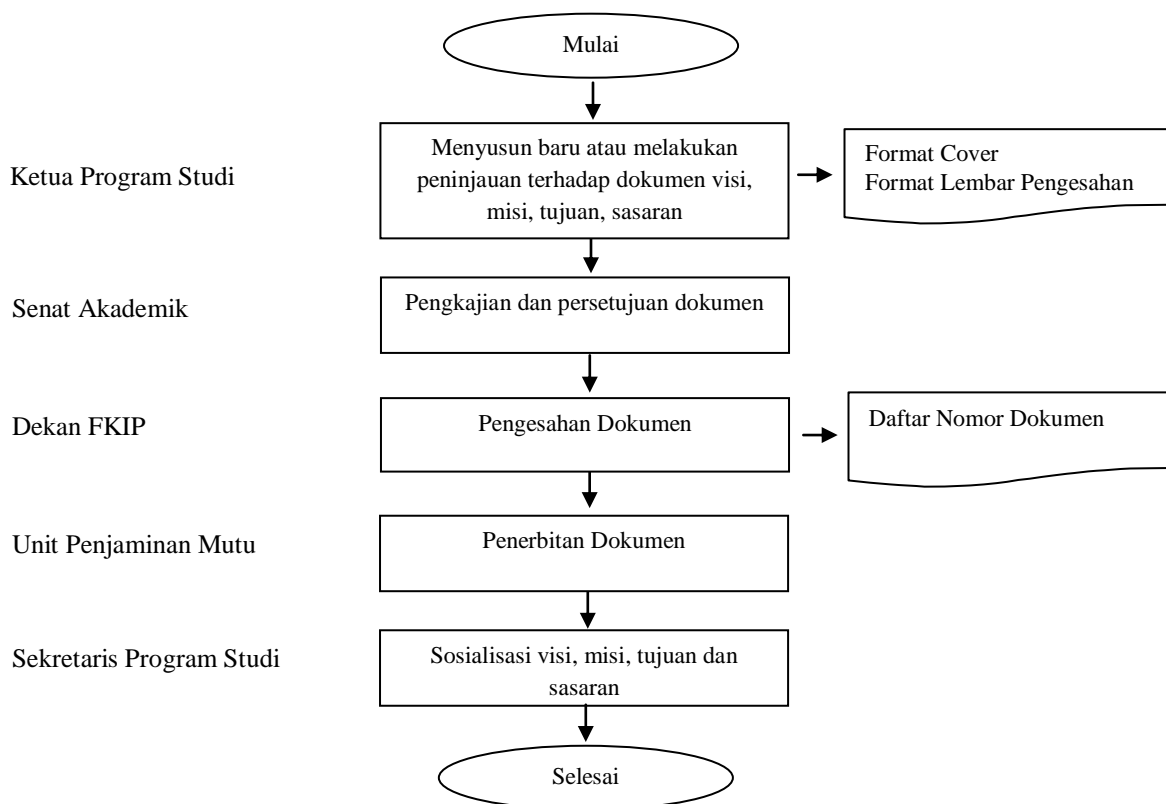 Mulai
Ketua Program Studi
Menyusun baru atau melakukan
peninjauan terhadap dokumen visi,
misi, tujuan, sasaran
Format Cover
Format Lembar Pengesahan
Senat Akademik
Pengkajian dan persetujuan dokumen
Dekan FKIP
Pengesahan Dokumen
Daftar Nomor Dokumen
Unit Penjaminan Mutu
Penerbitan Dokumen
Sekretaris Program Studi
Sosialisasi visi, misi, tujuan dan
sasaran
Selesai